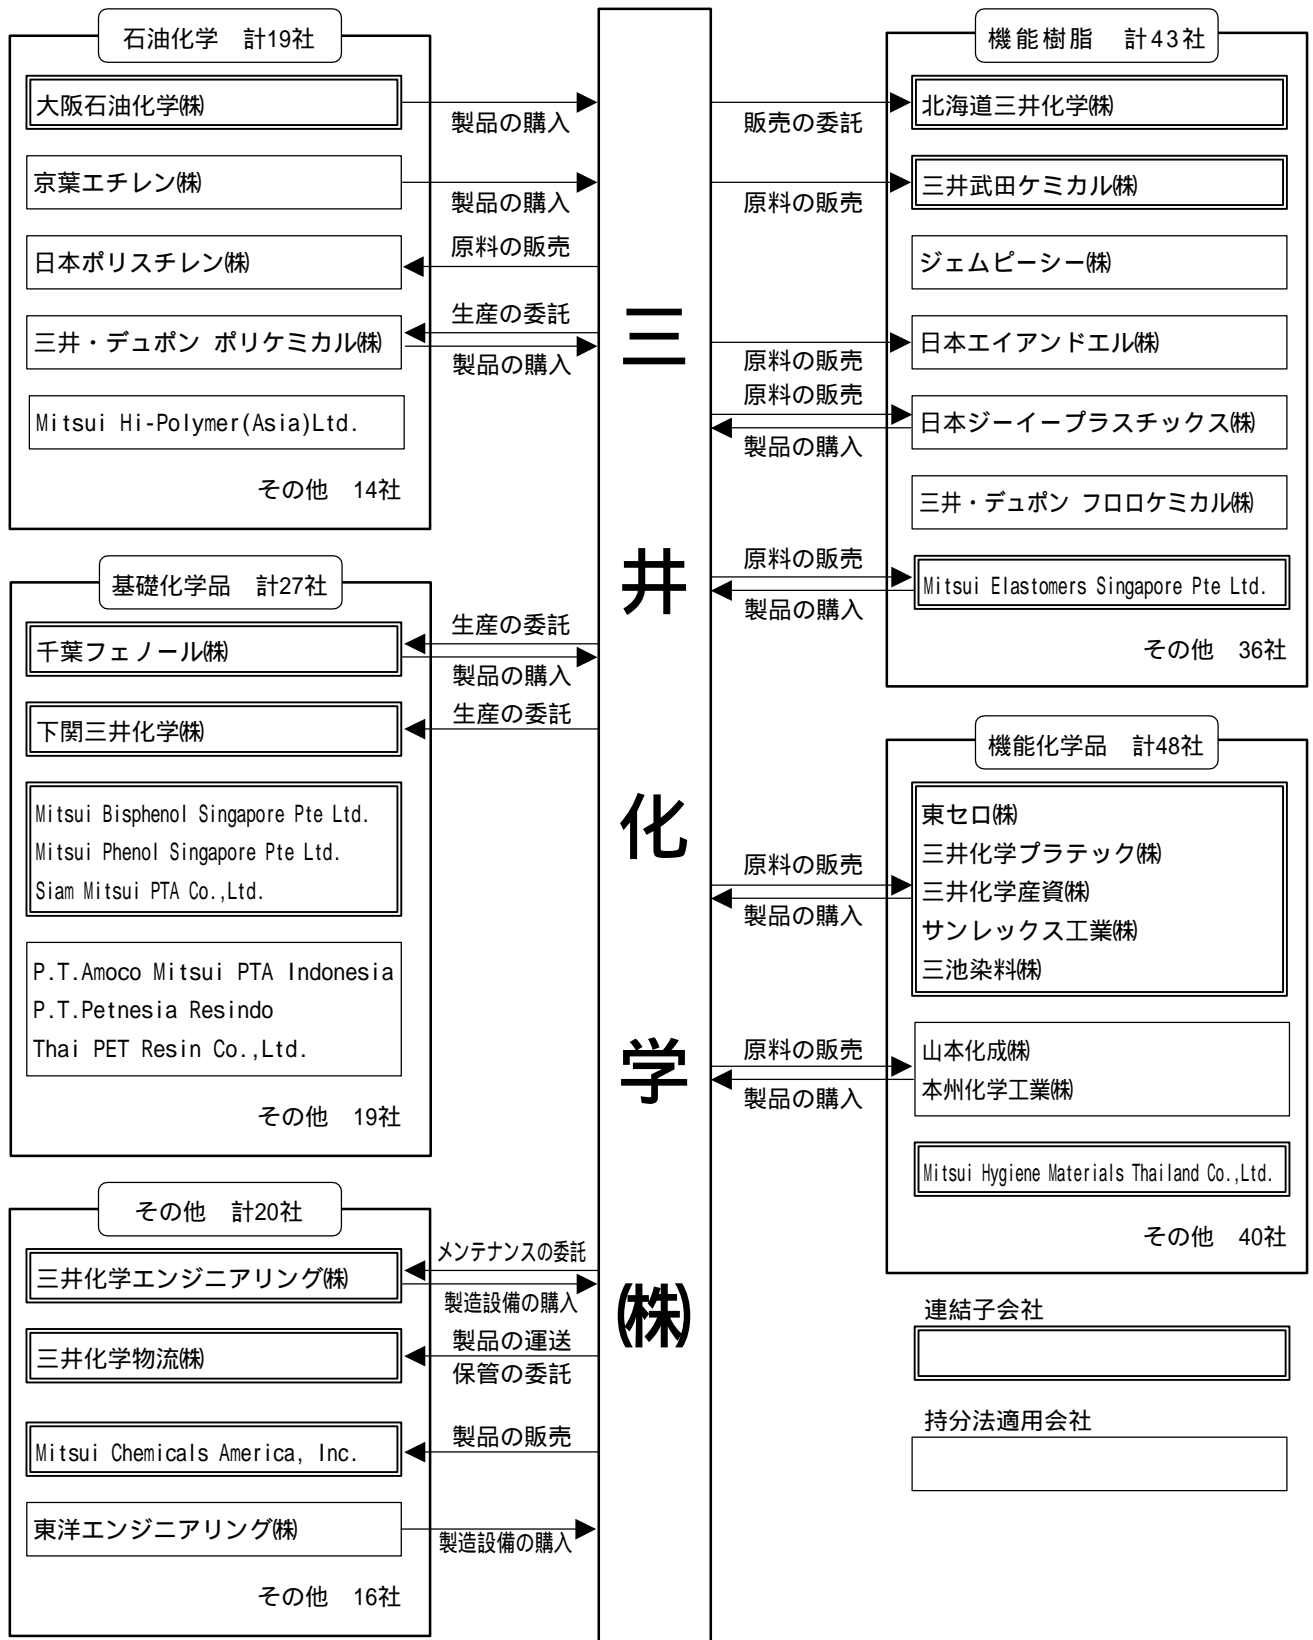 石油化学　計19社
大阪石油化学㈱
製品の購入
京葉エチレン㈱
製品の購入
日本ポリスチレン㈱
原料の販売
三井・デュポン ポリケミカル㈱
生産の委託
製品の購入
Mitsui Hi-Polymer(Asia)Ltd.
その他　14社
基礎化学品　計27社
千葉フェノール㈱
生産の委託
製品の購入
下関三井化学㈱
生産の委託
Mitsui Bisphenol Singapore Pte Ltd.
Mitsui Phenol Singapore Pte Ltd.
Siam Mitsui PTA Co.,Ltd.
P.T.Amoco Mitsui PTA Indonesia
P.T.Petnesia Resindo
Thai PET Resin Co.,Ltd.
その他　19社
その他　計20社
三井化学エンジニアリング㈱
メンテナンスの委託
製造設備の購入
三井化学物流㈱
製品の運送
保管の委託
Mitsui Chemicals America, Inc.
製品の販売
東洋エンジニアリング㈱
製造設備の購入
その他　16社
三井化学㈱
機能樹脂　計43社
販売の委託
北海道三井化学㈱
原料の販売
三井武田ケミカル㈱
ジェムピーシー㈱
日本エイアンドエル㈱
原料の販売
原料の販売
日本ジーイープラスチックス㈱
製品の購入
三井・デュポン フロロケミカル㈱
原料の販売
Mitsui Elastomers Singapore Pte Ltd.
製品の購入
その他　36社
機能化学品　計48社
東セロ㈱
三井化学プラテック㈱
三井化学産資㈱
サンレックス工業㈱
三池染料㈱
原料の販売
製品の購入
山本化成㈱
本州化学工業㈱
原料の販売
製品の購入
Mitsui Hygiene Materials Thailand Co.,Ltd.
その他　40社
連結子会社
持分法適用会社